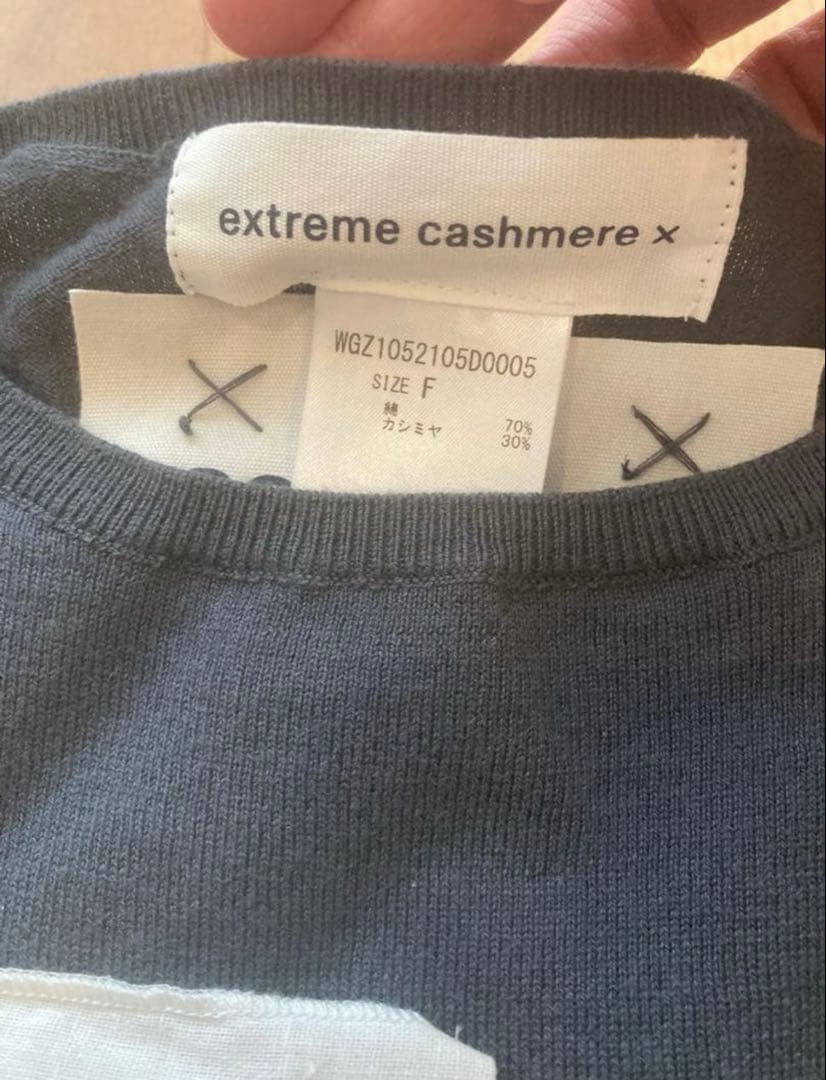 extreme cashmere ×
WGZ1052105D0005
SIZE F
綿 70%
カシミヤ 30%